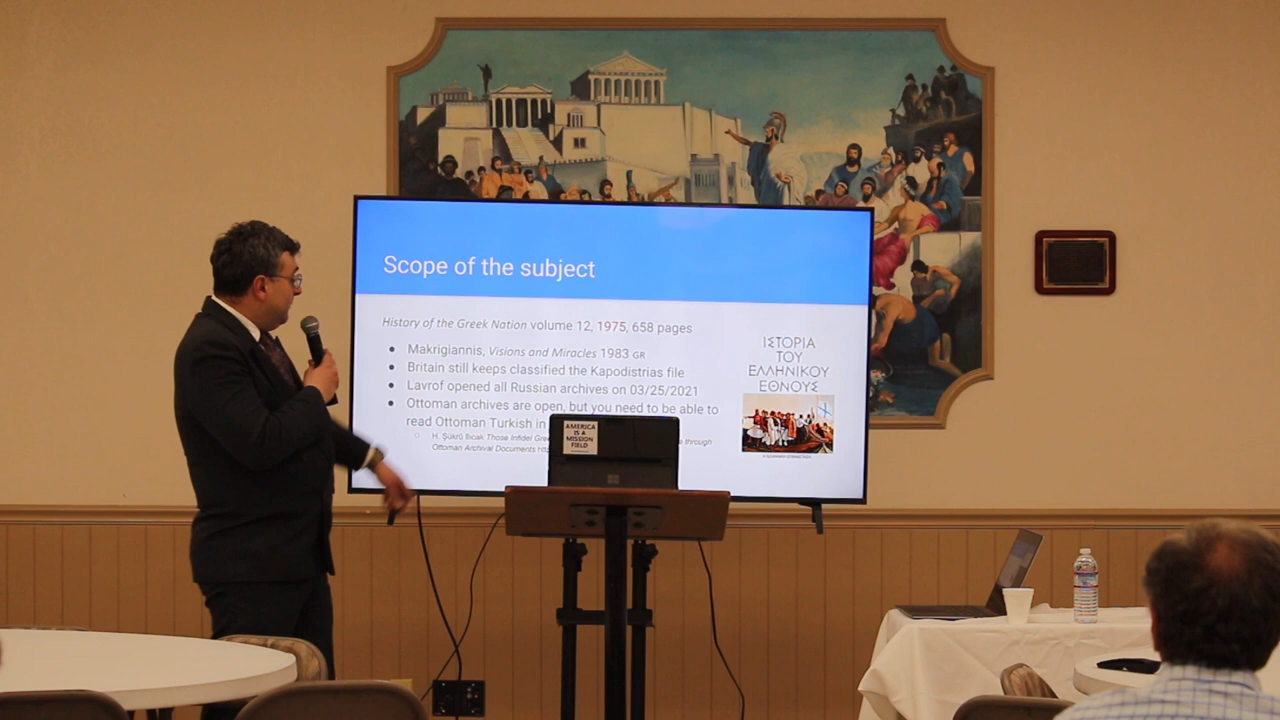 Scope of the subject
History of the Greek Nation volume 12, 1975, 658 pages
● Makrigiannis, Visions and Miracles 1983 GR
● Britain still keeps classified the Kapodistrias file
● Lavrof opened all Russian archives on 03/25/2021
● Ottoman archives are open, but you need to be able to
read Ottoman Turkish in
○ H. Şükrü Ilıcak Those Infidel Gre through
Ottoman Archival Documents
ΙΣΤΟΡΙΑ
ΤΟΥ
ΕΛΛΗΝΙΚΟΥ
ΕΘΝΟΥΣ
AMERICA
IS A
MISSION
FIELD